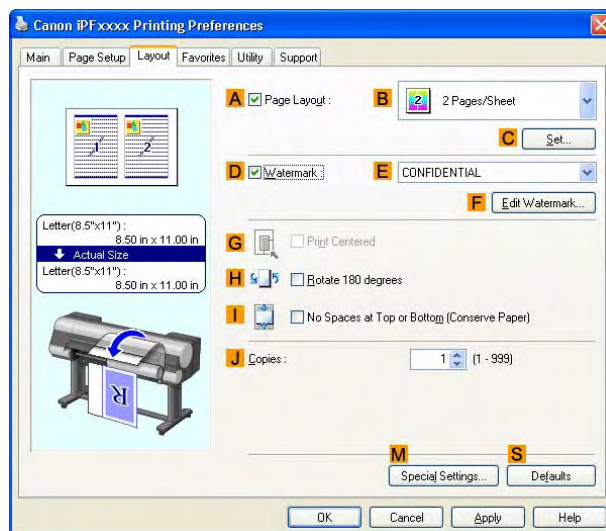 Canon iPFxxxx Printing Preferences
Main Page Setup Layout Favorites Utility Support
A Page Layout : B 2 2 Pages/Sheet
C Set...
D Watermark : E CONFIDENTIAL
F Edit Watermark...
1 2
Letter(8.5"x11") :
8.50 in x 11.00 in
Actual Size
Letter(8.5"x11") :
8.50 in x 11.00 in
R
G Print Centered
H Rotate 180 degrees
I No Spaces at Top or Bottom (Conserve Paper)
J Copies : 1 (1 - 999)
M S
Special Settings... Defaults
OK Cancel Apply Help